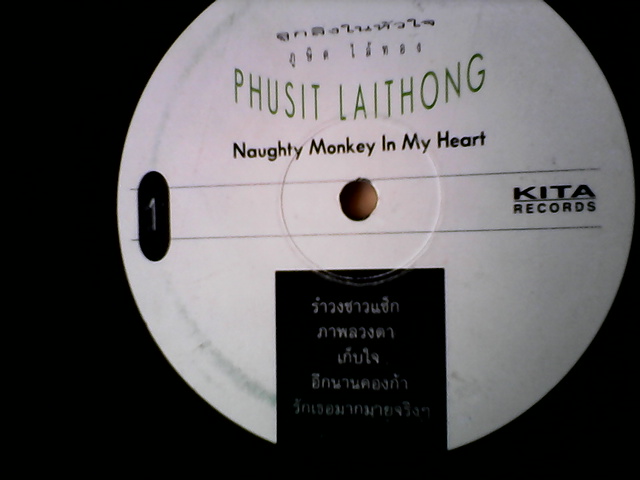 ลูกลิงในหัวใจ
ภูษิต ไล้ทอง
PHUSIT LAITHONG
Naughty Monkey In My Heart
1
KITA
RECORDS
รำวงชาวแซ็ก
ภาพลวงตา
เก็บใจ
อีกนานคองก้า
รักเธอมากมายจริงๆ